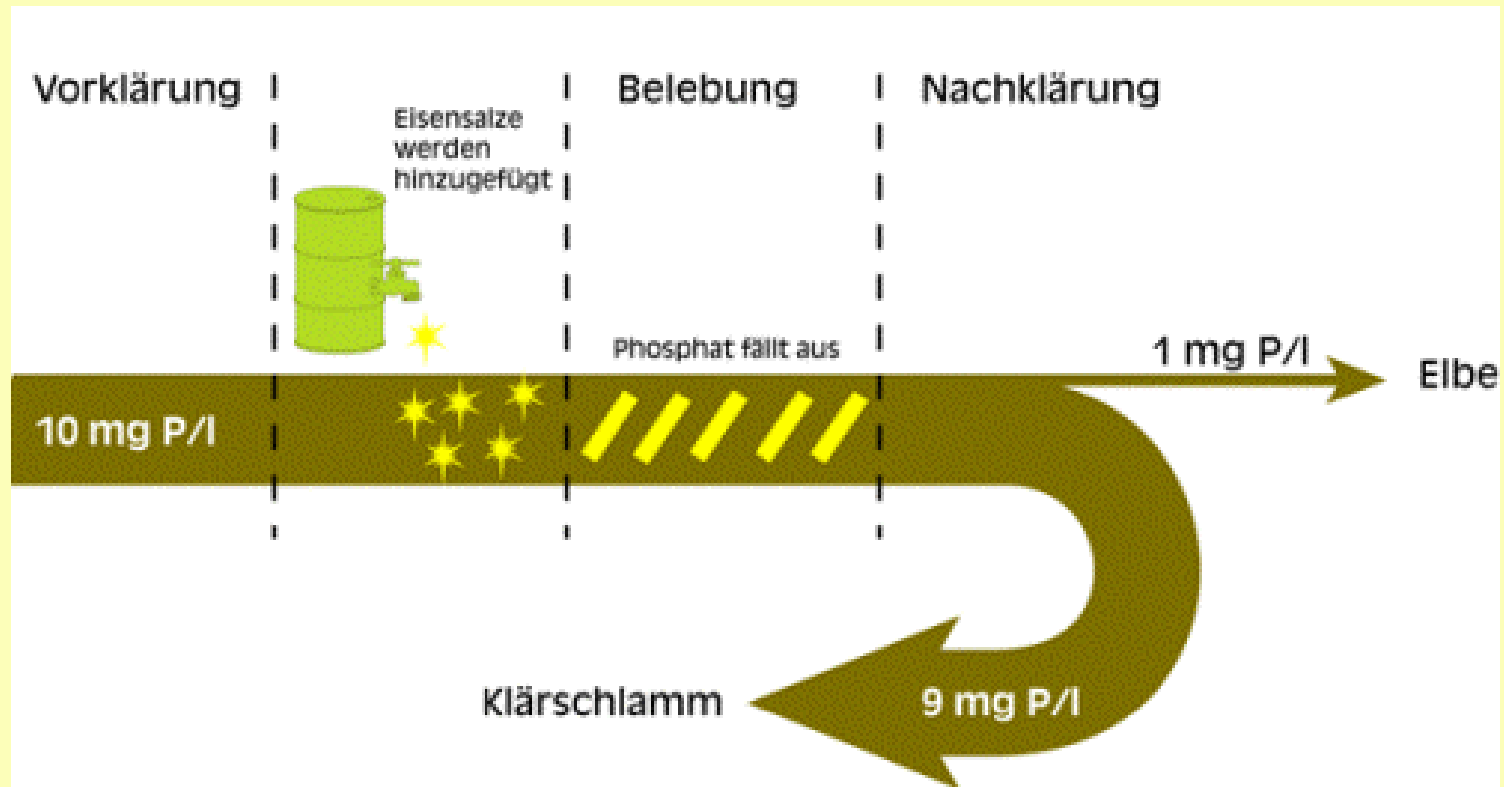 Vorklärung
Eisensalze
werden
hinzugefügt
Belebung
Nachklärung
Phosphat fällt aus
1 mg P/l
Elbe
10 mg P/l
Klärschlamm
9 mg P/l